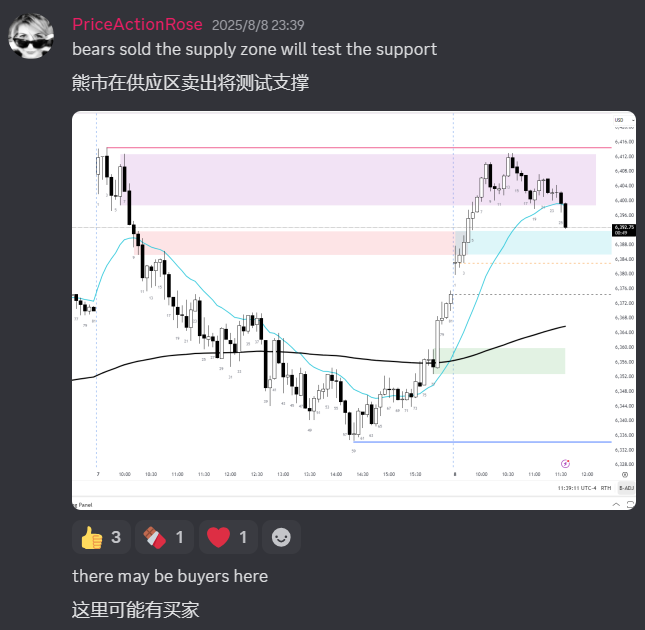 PriceActionRose 2025/8/8 23:39
bears sold the supply zone will test the support
熊市在供应区卖出将测试支撑
USD
6,416.00
6,412.00
6,408.00
6,404.00
6,400.00
6,396.00
6,392.75
00:49
6,388.00
6,384.00
6,380.00
6,376.00
6,372.00
6,368.00
6,364.00
6,360.00
6,356.00
6,352.00
6,348.00
6,344.00
6,340.00
6,336.00
6,332.00
6,328.00
7 10:00 10:30 11:00 11:30 12:00 12:30 13:00 13:30 14:00 14:30 15:00 15:30 8 10:00 10:30 11:00 11:30 12:00
11:39:11 UTC-4 RTH B-ADJ
ng Panel
3 1 1
there may be buyers here
这里可能有买家